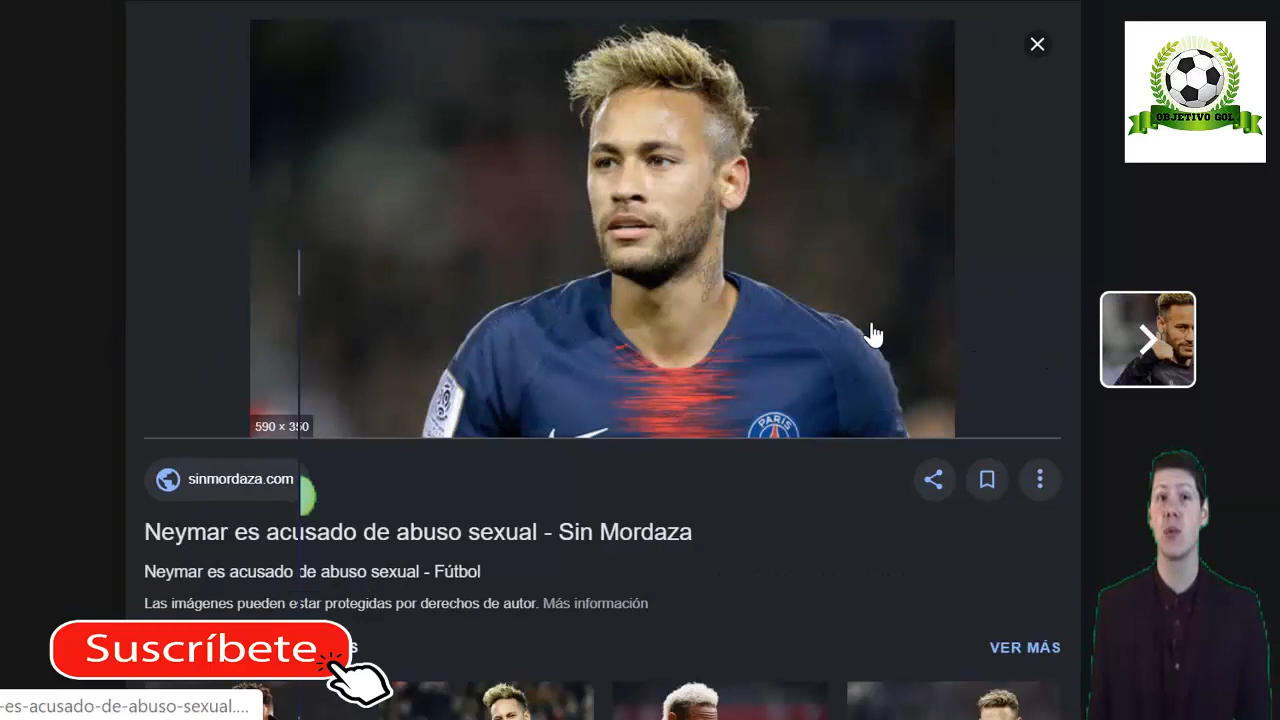 OBJETIVO GOL
PARIS
590 × 350
sinmordaza.com
Neymar es acusado de abuso sexual - Sin Mordaza
Neymar es acusado de abuso sexual - Fútbol
Las imágenes pueden estar protegidas por derechos de autor. Más información
Suscríbete
S
VER MÁS
-es-acusado-de-abuso-sexual....